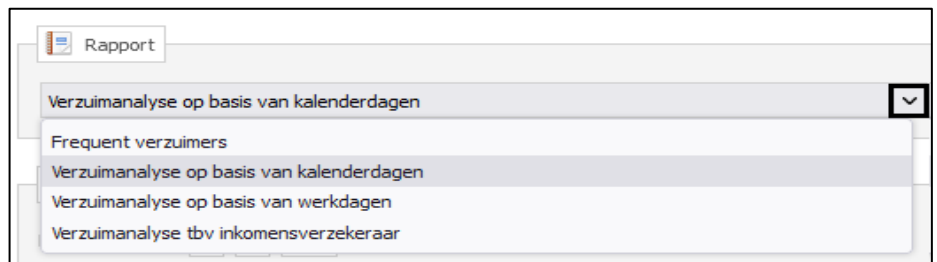 Rapport
Verzuimanalyse op basis van kalenderdagen
Frequent verzuimers
Verzuimanalyse op basis van kalenderdagen
Verzuimanalyse op basis van werkdagen
Verzuimanalyse tbv inkomensverzekeraar